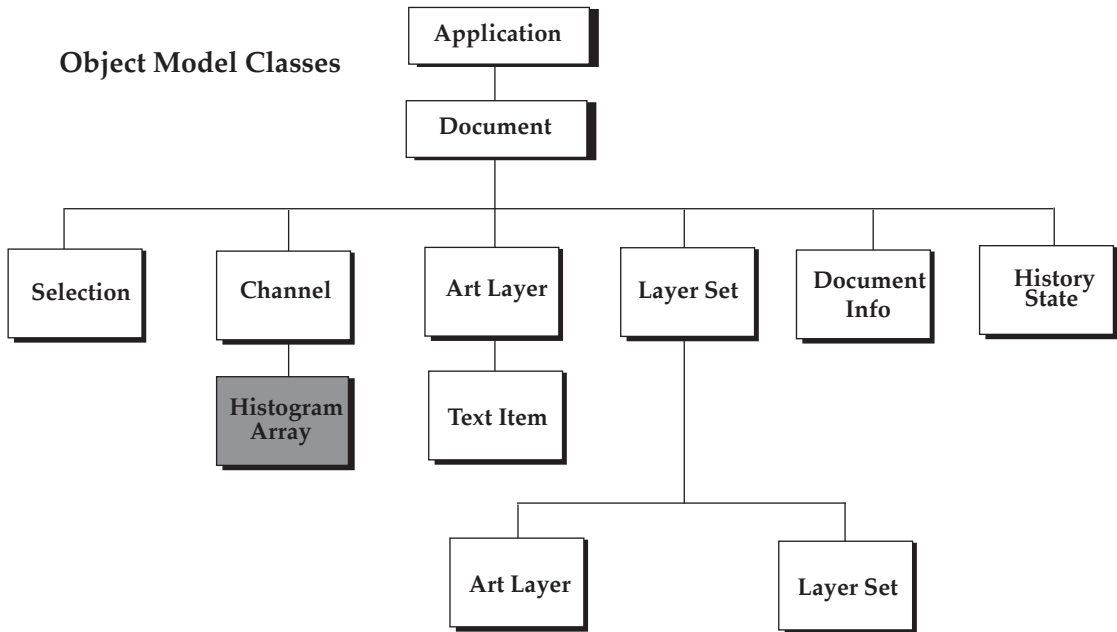 Application
Object Model Classes
Document
Selection
Channel
Art Layer
Layer Set
Document
Info
History
State
Histogram
Array
Text Item
Art Layer
Layer Set